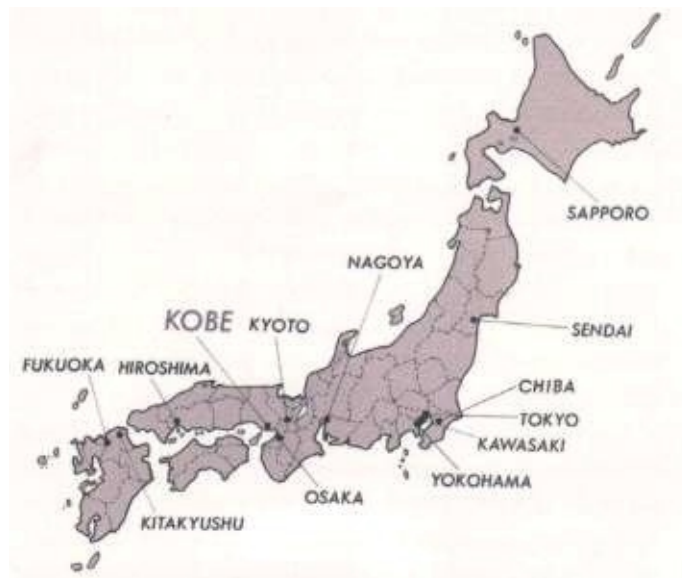 SAPPORO
NAGOYA
KOBE
KYOTO
SENDAI
FUKUOKA
HIROSHIMA
CHIBA
TOKYO
KAWASAKI
YOKOHAMA
OSAKA
KITAKYUSHU